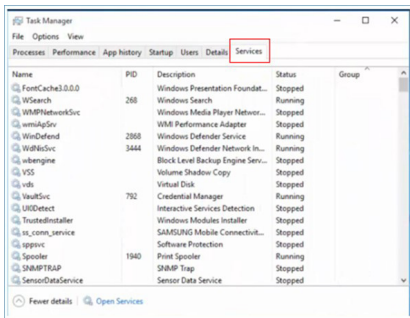 Task Manager
File Options View
Processes Performance App history Startup Users Details Services
Name PID Description Status Group
FontCache3.0.0.0 Windows Presentation Foundat... Stopped
WSearch 268 Windows Search Running
WMPNetworkSvc Windows Media Player Networ... Stopped
wmiApSrv WMI Performance Adapter Stopped
WinDefend 2868 Windows Defender Service Running
WdNisSvc 3444 Windows Defender Network In... Running
wbengine Block Level Backup Engine Serv... Stopped
VSS Volume Shadow Copy Stopped
vds Virtual Disk Stopped
VaultSvc 792 Credential Manager Running
UI0Detect Interactive Services Detection Stopped
TrustedInstaller Windows Modules Installer Stopped
ss_conn_service SAMSUNG Mobile Connectivit... Stopped
sppsvc Software Protection Stopped
Spooler 1940 Print Spooler Running
SNMPTRAP SNMP Trap Stopped
SensorDataService Sensor Data Service Stopped
Fewer details Open Services